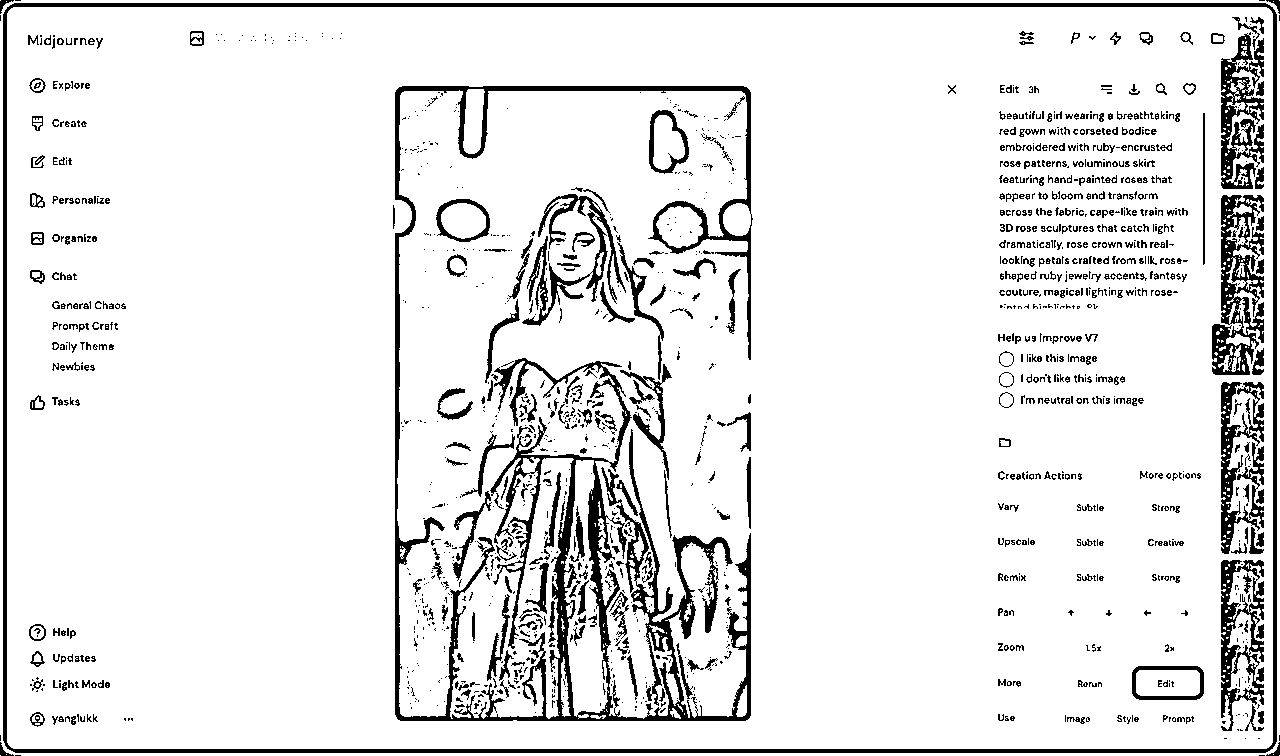 Midjourney
Explore
Create
Edit
Personalize
Organize
Chat
General Chaos
Prompt Craft
Daily Theme
Newbies
Tasks
Help
Updates
Light Mode
yanglukk
P
Edit 3h
beautiful girl wearing a breathtaking
red gown with corseted bodice
embroidered with ruby-encrusted
rose patterns, voluminous skirt
featuring hand-painted roses that
appear to bloom and transform
across the fabric, cape-like train with
3D rose sculptures that catch light
dramatically, rose crown with real-
looking petals crafted from silk, rose-
shaped ruby jewelry accents, fantasy
couture, magical lighting with rose-
tinted highlights, 8k
Help us improve V7
I like this image
I don't like this image
I'm neutral on this image
Creation Actions More options
Vary Subtle Strong
Upscale Subtle Creative
Remix Subtle Strong
Pan
Zoom 1.5x 2x
More Rerun Edit
Use Image Style Prompt